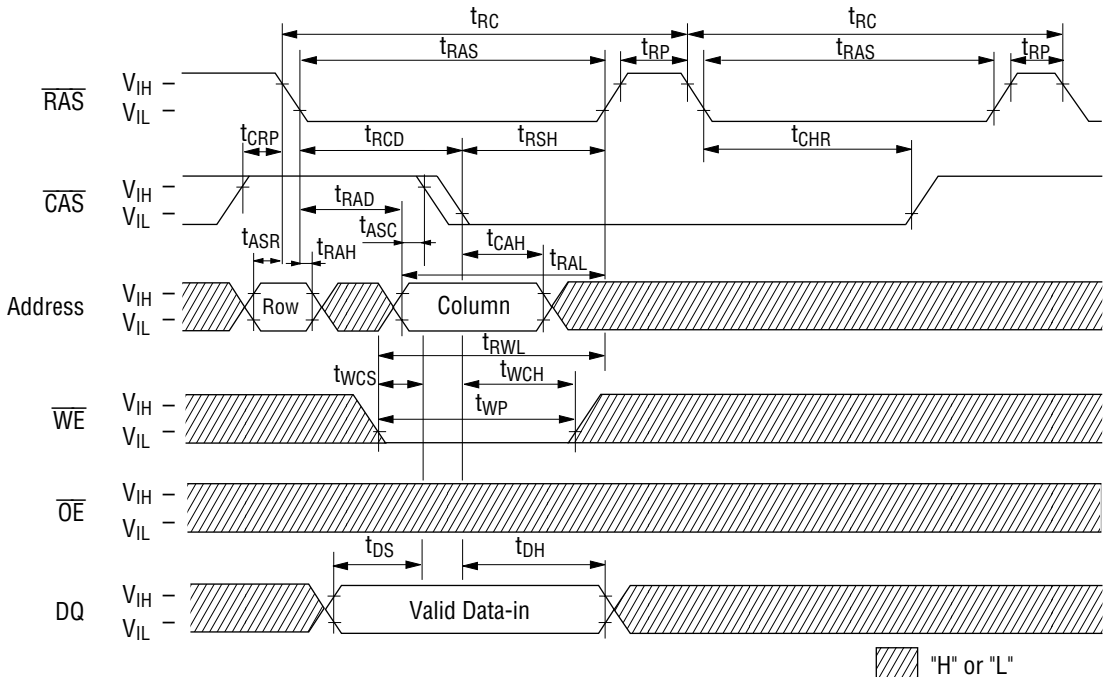 tRC tRC
tRAS tRP tRAS tRP
RAS VIH
VIL
tCRP tRCD tRSH tCHR
CAS VIH
VIL
tRAD
tASC
tASR tRAH tCAH
tRAL
Address VIH
VIL
Row Column
tRWL
tWCS tWCH
tWP
WE VIH
VIL
OE VIH
VIL
tDS tDH
DQ VIH
VIL
Valid Data-in
"H" or "L"